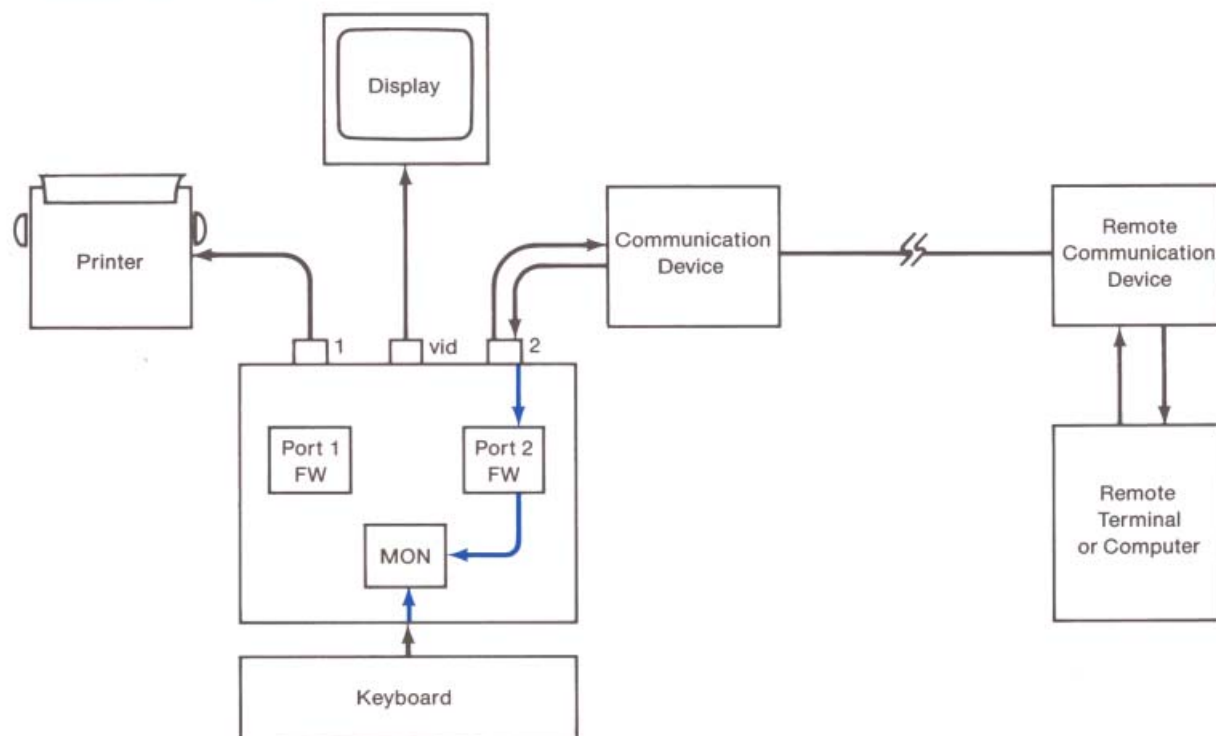 Display
Printer
Communication
Device
Remote
Communication
Device
1
vid
2
Port 1
FW
Port 2
FW
MON
Remote
Terminal
or Computer
Keyboard